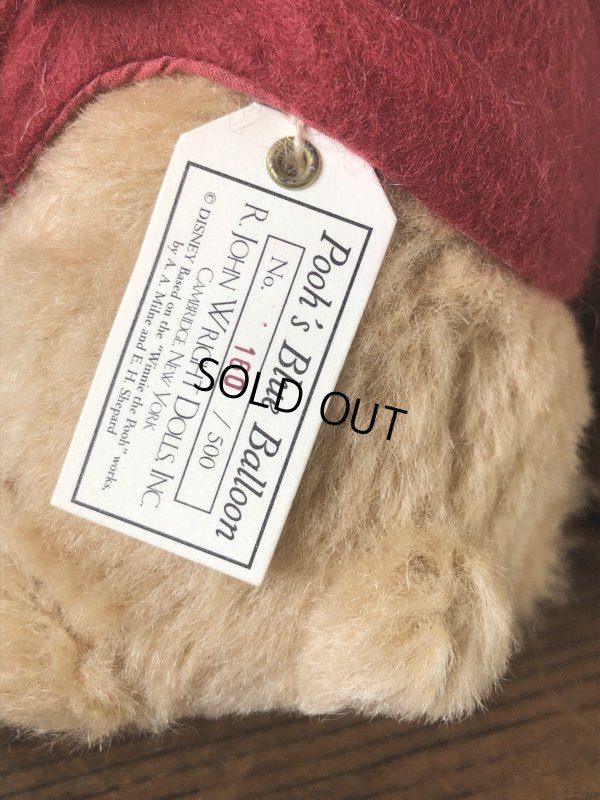 Pooh's Blue Balloon
No. 180 / 500
R. JOHN WRIGHT DOLLS INC.
CAMBRIDGE, NEW YORK
© DISNEY Based on the "Winnie the Pooh" works,
by A. A. Milne and E. H. Shepard
SOLD OUT